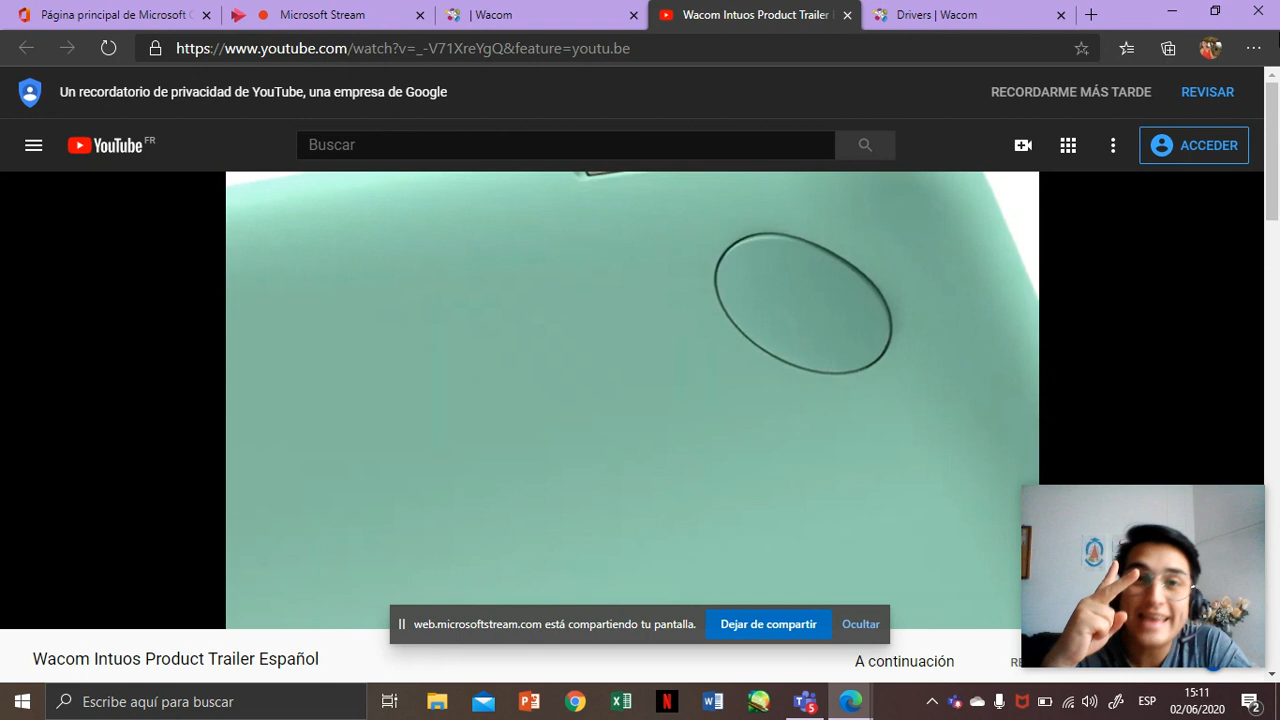 Página principal de Microsoft O
Microsoft Stream
| Wacom
Wacom Intuos Product Trailer E
Drivers | Wacom
https://www.youtube.com/watch?v=_-V71XreYgQ&feature=youtu.be
Un recordatorio de privacidad de YouTube, una empresa de Google
RECORDARME MÁS TARDE
REVISAR
YouTube FR
Buscar
ACCEDER
web.microsoftstream.com está compartiendo tu pantalla.
Dejar de compartir
Ocultar
Wacom Intuos Product Trailer Español
A continuación
Escribe aquí para buscar
ESP
15:11
02/06/2020
2